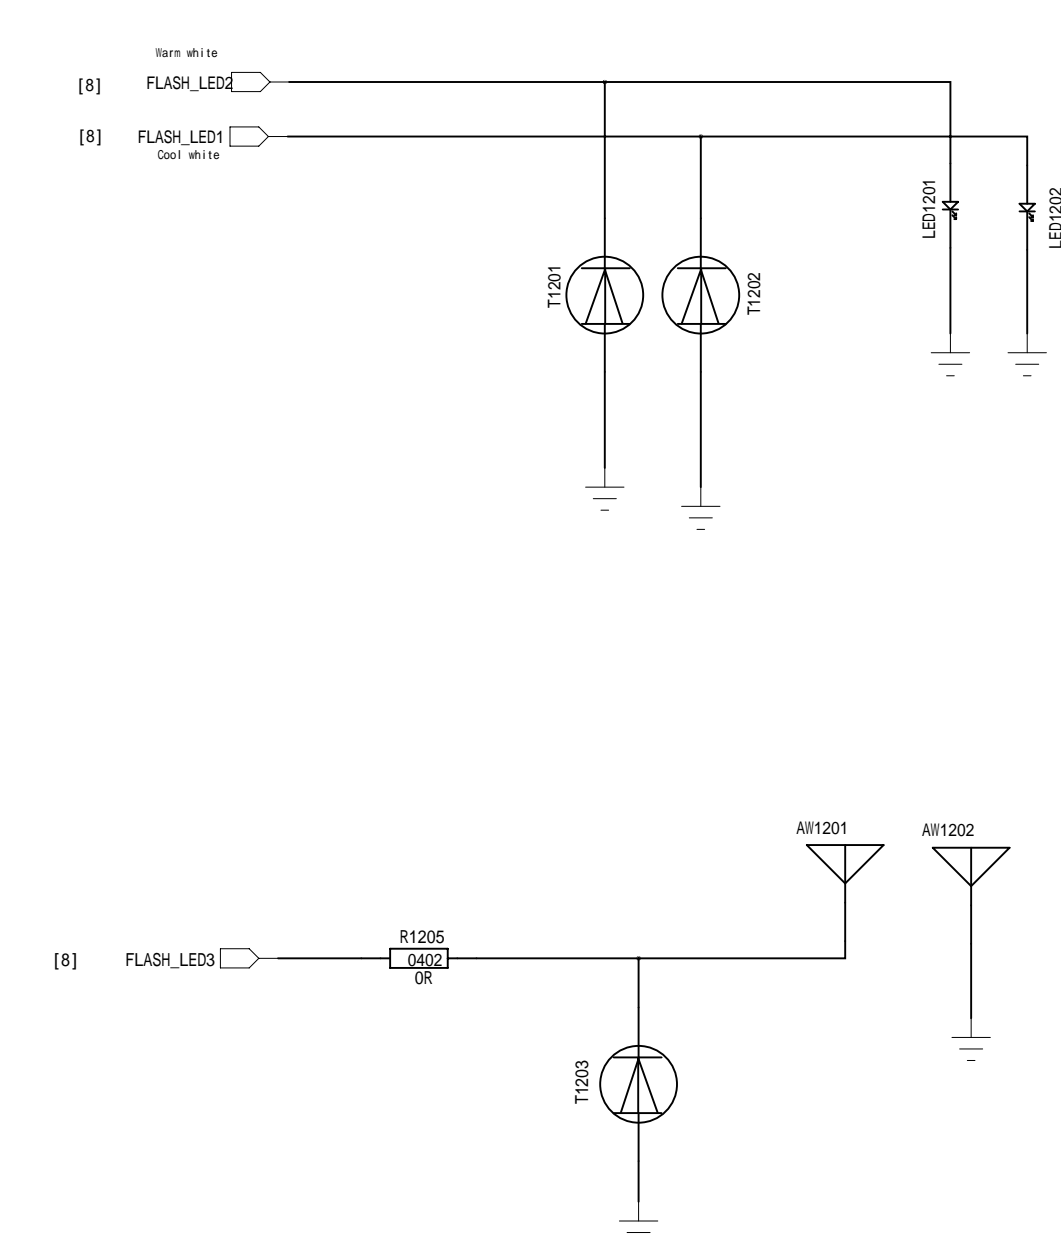 Warm white
[8] FLASH_LED2
[8] FLASH_LED1
Cool white
LED1201
LED1202
T1201
T1202
AW1201
AW1202
R1205
[8] FLASH_LED3
0402
0R
T1203